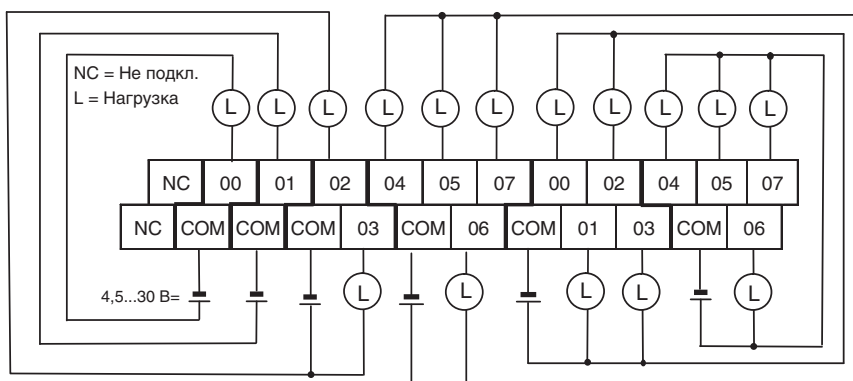 NC = Не подкл.
L = Нагрузка
L L L L L L L L L L L
NC 00 01 02 04 05 07 00 02 04 05 07
NC COM COM COM 03 COM 06 COM 01 03 COM 06
4,5...30 В=
L L L L L